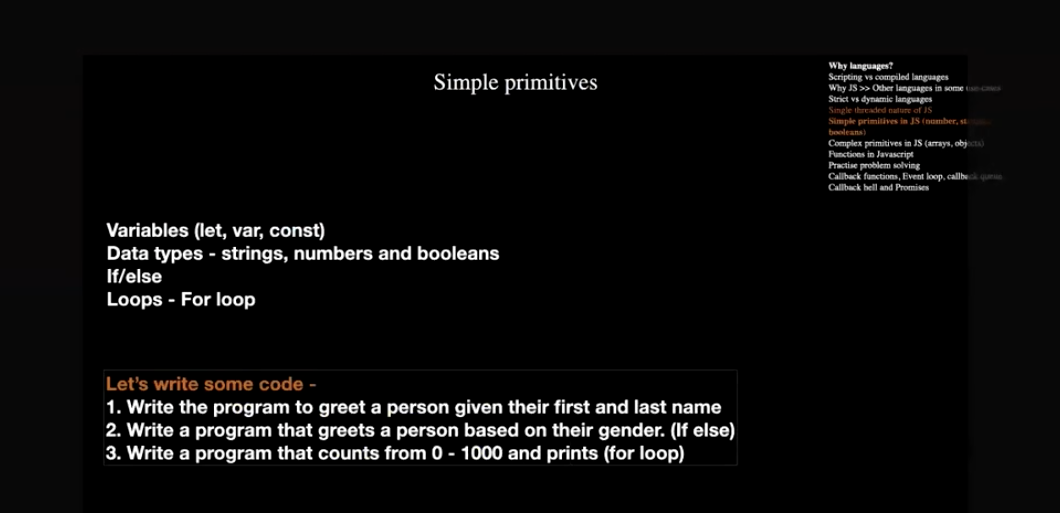 Simple primitives
Why languages?
Scripting vs compiled languages
Why JS >> Other languages in some use-cases
Strict vs dynamic languages
Single threaded nature of JS
Simple primitives in JS (number, 
booleans)
Complex primitives in JS (arrays, objects)
Functions in Javascript
Practise problem solving
Callback functions, Event loop, callback queue
Callback hell and Promises
Variables (let, var, const)
Data types - strings, numbers and booleans
If/else
Loops - For loop
Let's write some code -
1. Write the program to greet a person given their first and last name
2. Write a program that greets a person based on their gender. (If else)
3. Write a program that counts from 0 - 1000 and prints (for loop)